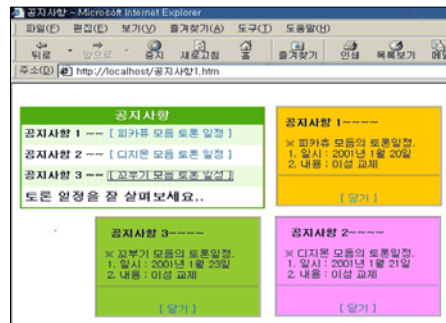 공지사항 - Microsoft Internet Explorer
파일(F) 편집(E) 보기(V) 즐겨찾기(A) 도구(T) 도움말(H)
뒤로 앞으로 중지 새로고침 홈 즐겨찾기 인쇄 목록보기 메일
주소(D) http://localhost/공지사항1.htm
공지사항
공지사항 1 ~~ [ 피카츄 모듬 토론 일정 ]
공지사항 2 ~~ [ 디지몬 모듬 토론 일정 ]
공지사항 3 ~~ [ 꼬부기 모듬 토론 일정 ]
토론 일정을 잘 살펴보세요..
공지사항 1~~~~
※ 피카츄 모듬의 토론일정.
1. 일시 : 2001년 1월 20일
2. 내용 : 이성 교제
[ 닫기 ]
공지사항 3~~~~
※ 꼬부기 모듬의 토론일정.
1. 일시 : 2001년 1월 23일
2. 내용 : 이성 교제
[ 닫기 ]
공지사항 2~~~~
※ 디지몬 모듬의 토론일정.
1. 일시 : 2001년 1월 21일
2. 내용 : 이성 교제
[ 닫기 ]